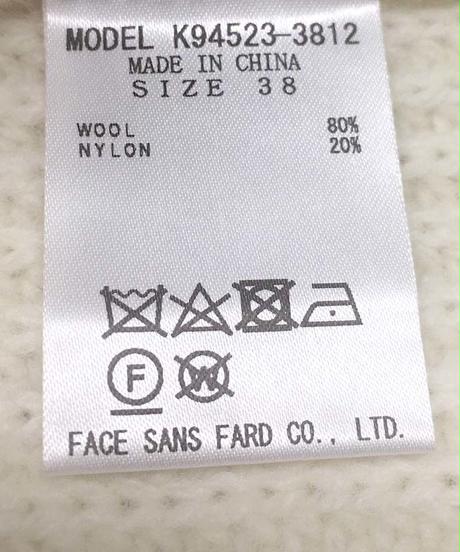 MODEL K94523-3812
MADE IN CHINA
SIZE 38
WOOL 80%
NYLON 20%
F W
FACE SANS FARD CO., LTD.